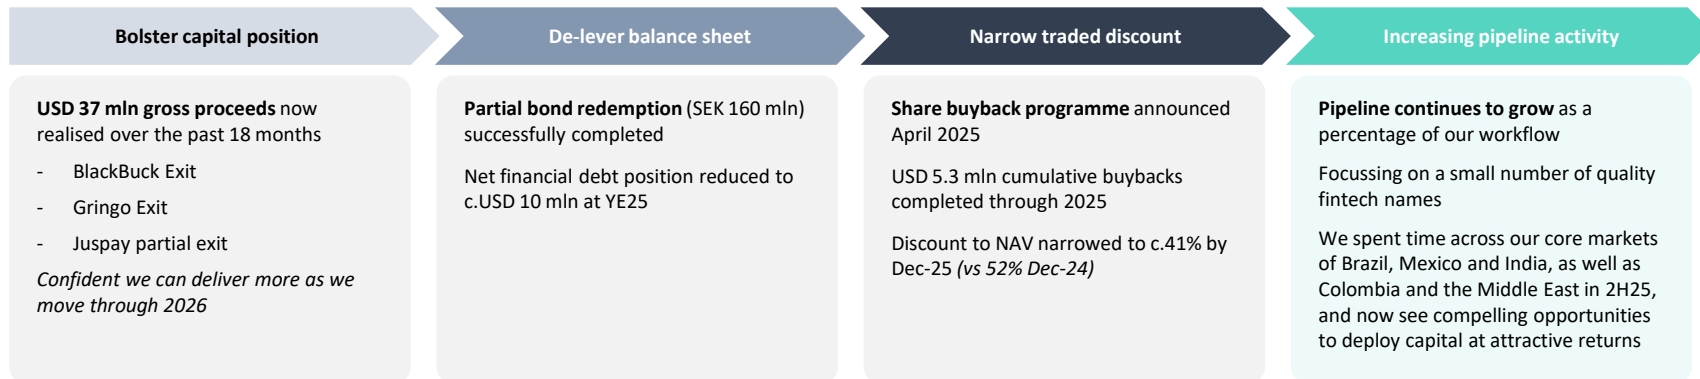 Bolster capital position
De-lever balance sheet
Narrow traded discount
Increasing pipeline activity
USD 37 mln gross proceeds now
realised over the past 18 months
- BlackBuck Exit
- Gringo Exit
- Juspay partial exit
Confident we can deliver more as we
move through 2026
Partial bond redemption (SEK 160 mln)
successfully completed
Net financial debt position reduced to
c.USD 10 mln at YE25
Share buyback programme announced
April 2025
USD 5.3 mln cumulative buybacks
completed through 2025
Discount to NAV narrowed to c.41% by
Dec-25 (vs 52% Dec-24)
Pipeline continues to grow as a
percentage of our workflow
Focussing on a small number of quality
fintech names
We spent time across our core markets
of Brazil, Mexico and India, as well as
Colombia and the Middle East in 2H25,
and now see compelling opportunities
to deploy capital at attractive returns